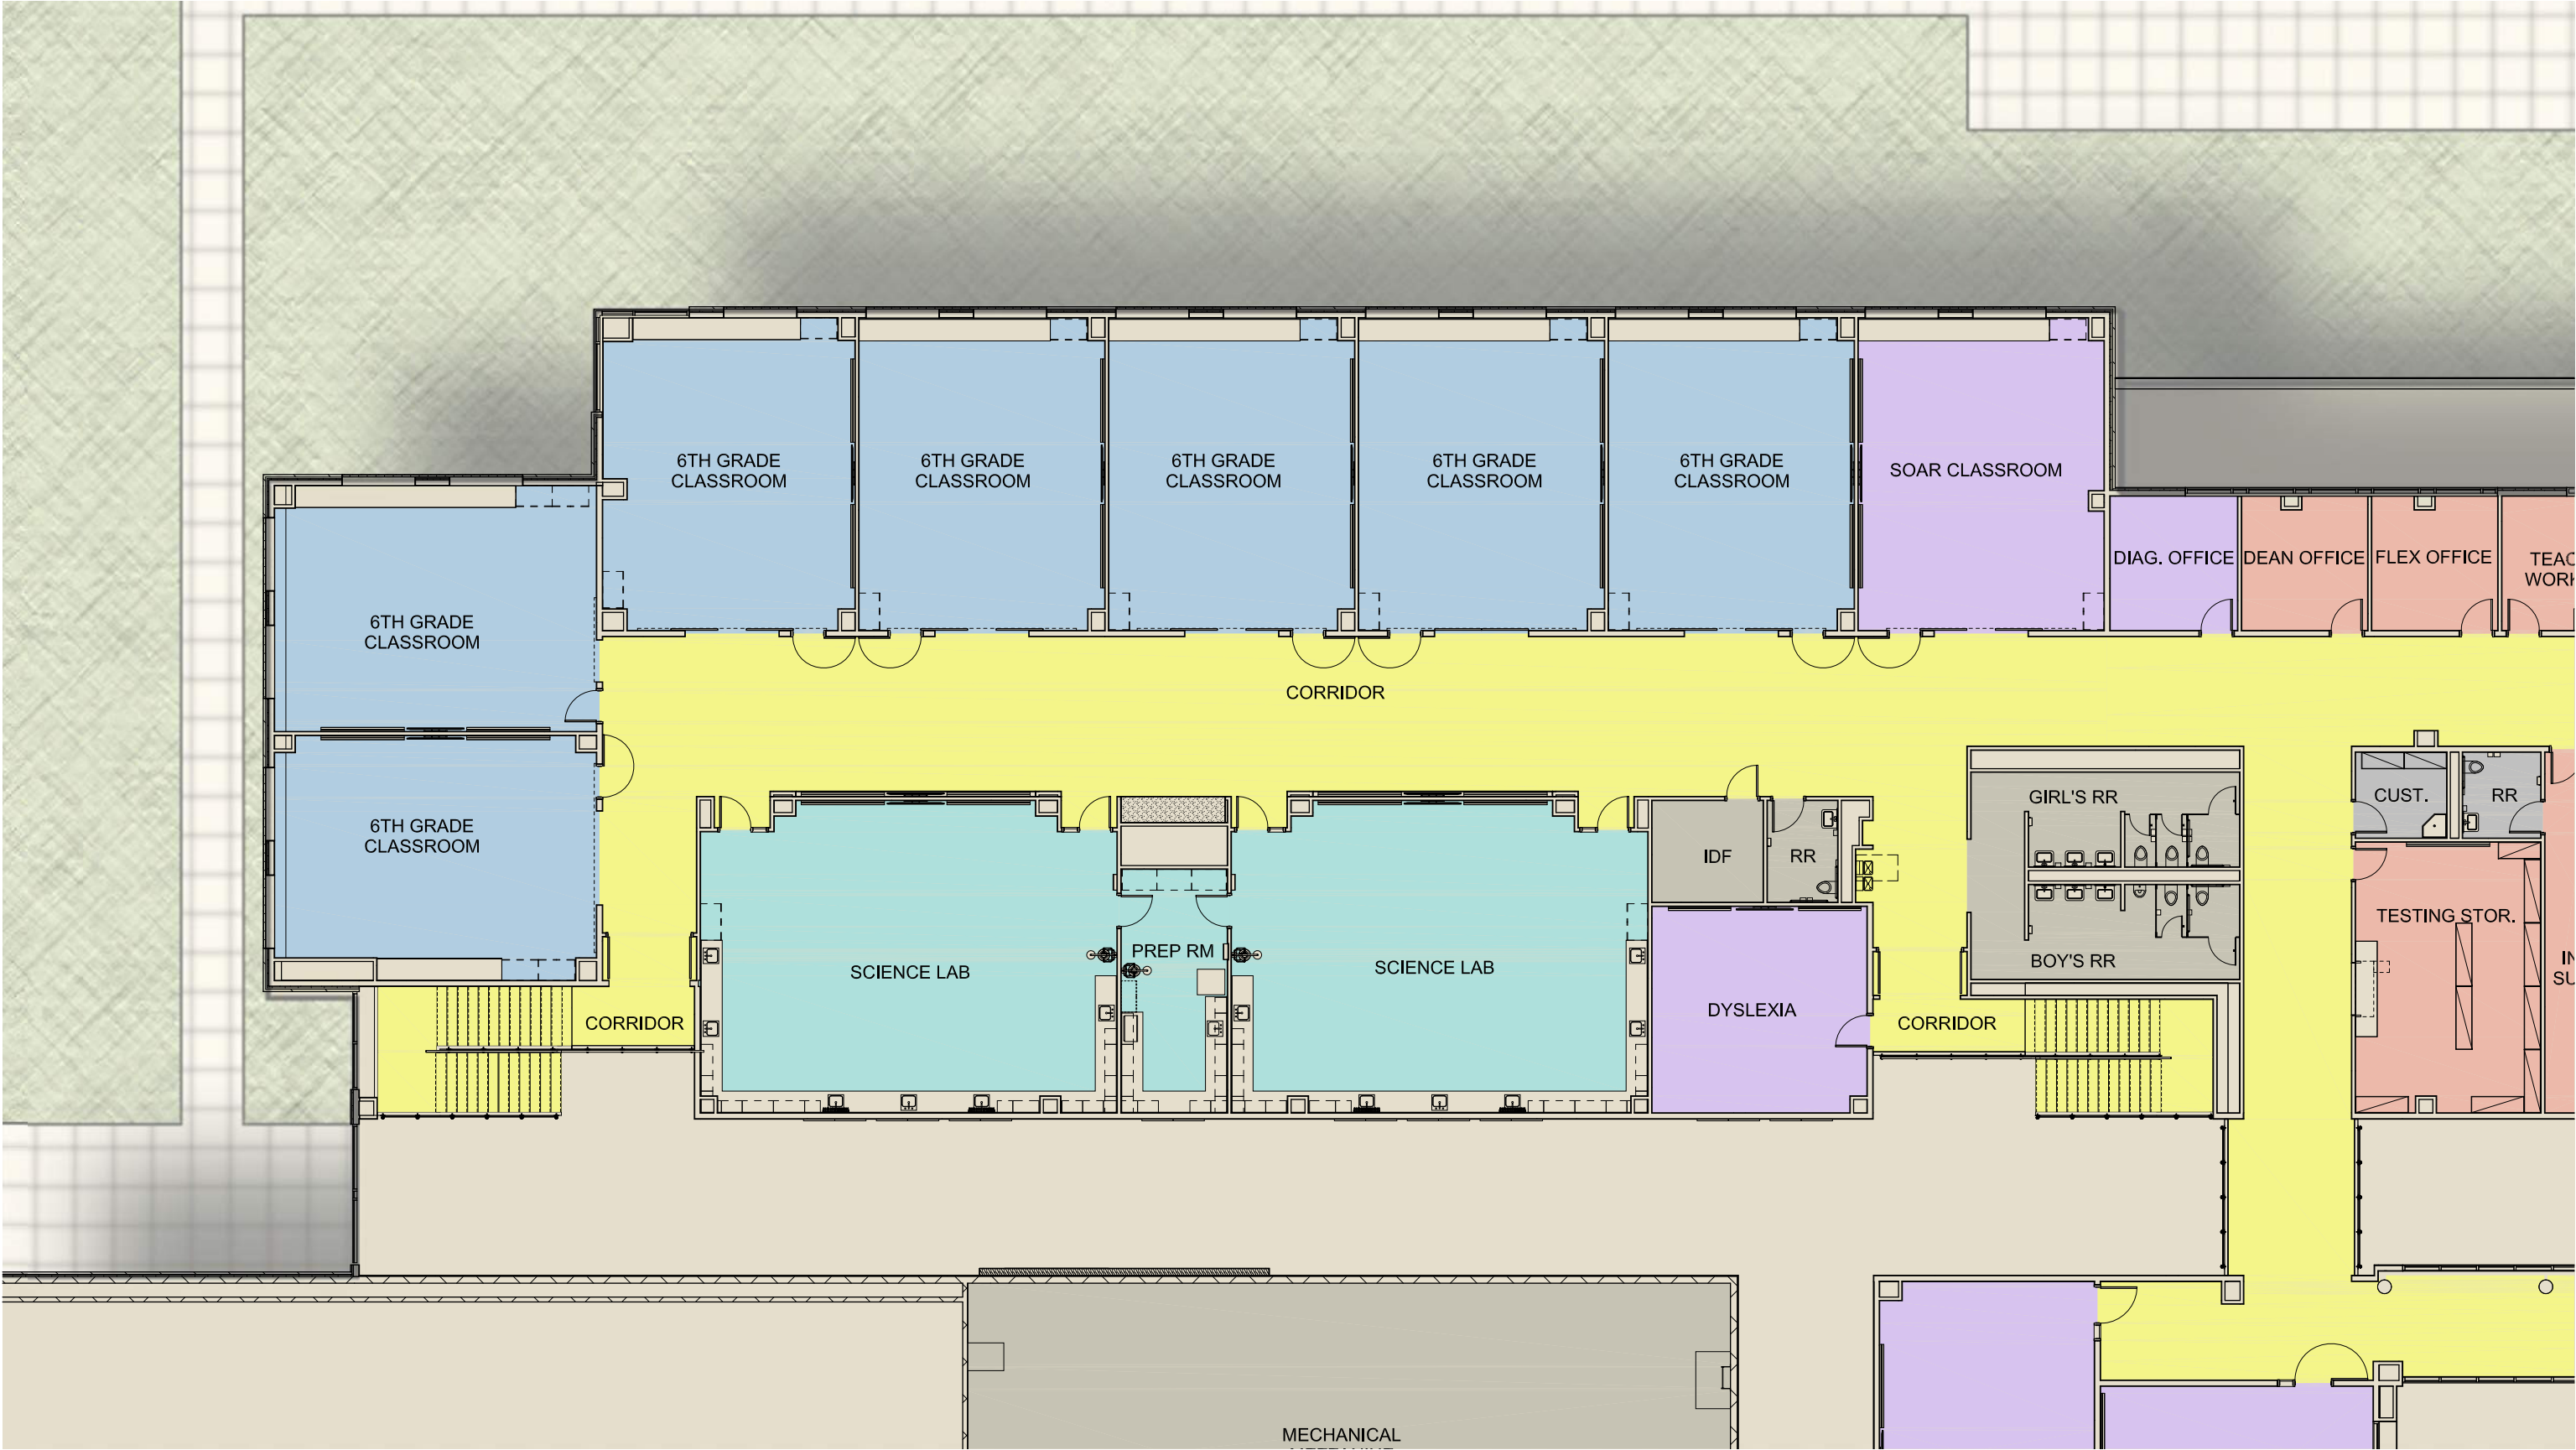 6TH GRADE
CLASSROOM
6TH GRADE
CLASSROOM
6TH GRADE
CLASSROOM
6TH GRADE
CLASSROOM
6TH GRADE
CLASSROOM
SOAR CLASSROOM
DIAG. OFFICE
DEAN OFFICE
FLEX OFFICE
6TH GRADE
CLASSROOM
CORRIDOR
6TH GRADE
CLASSROOM
GIRL'S RR
CUST.
RR
IDF
RR
TESTING STOR.
PREP RM
BOY'S RR
SCIENCE LAB
SCIENCE LAB
DYSLEXIA
CORRIDOR
CORRIDOR
MECHANICAL